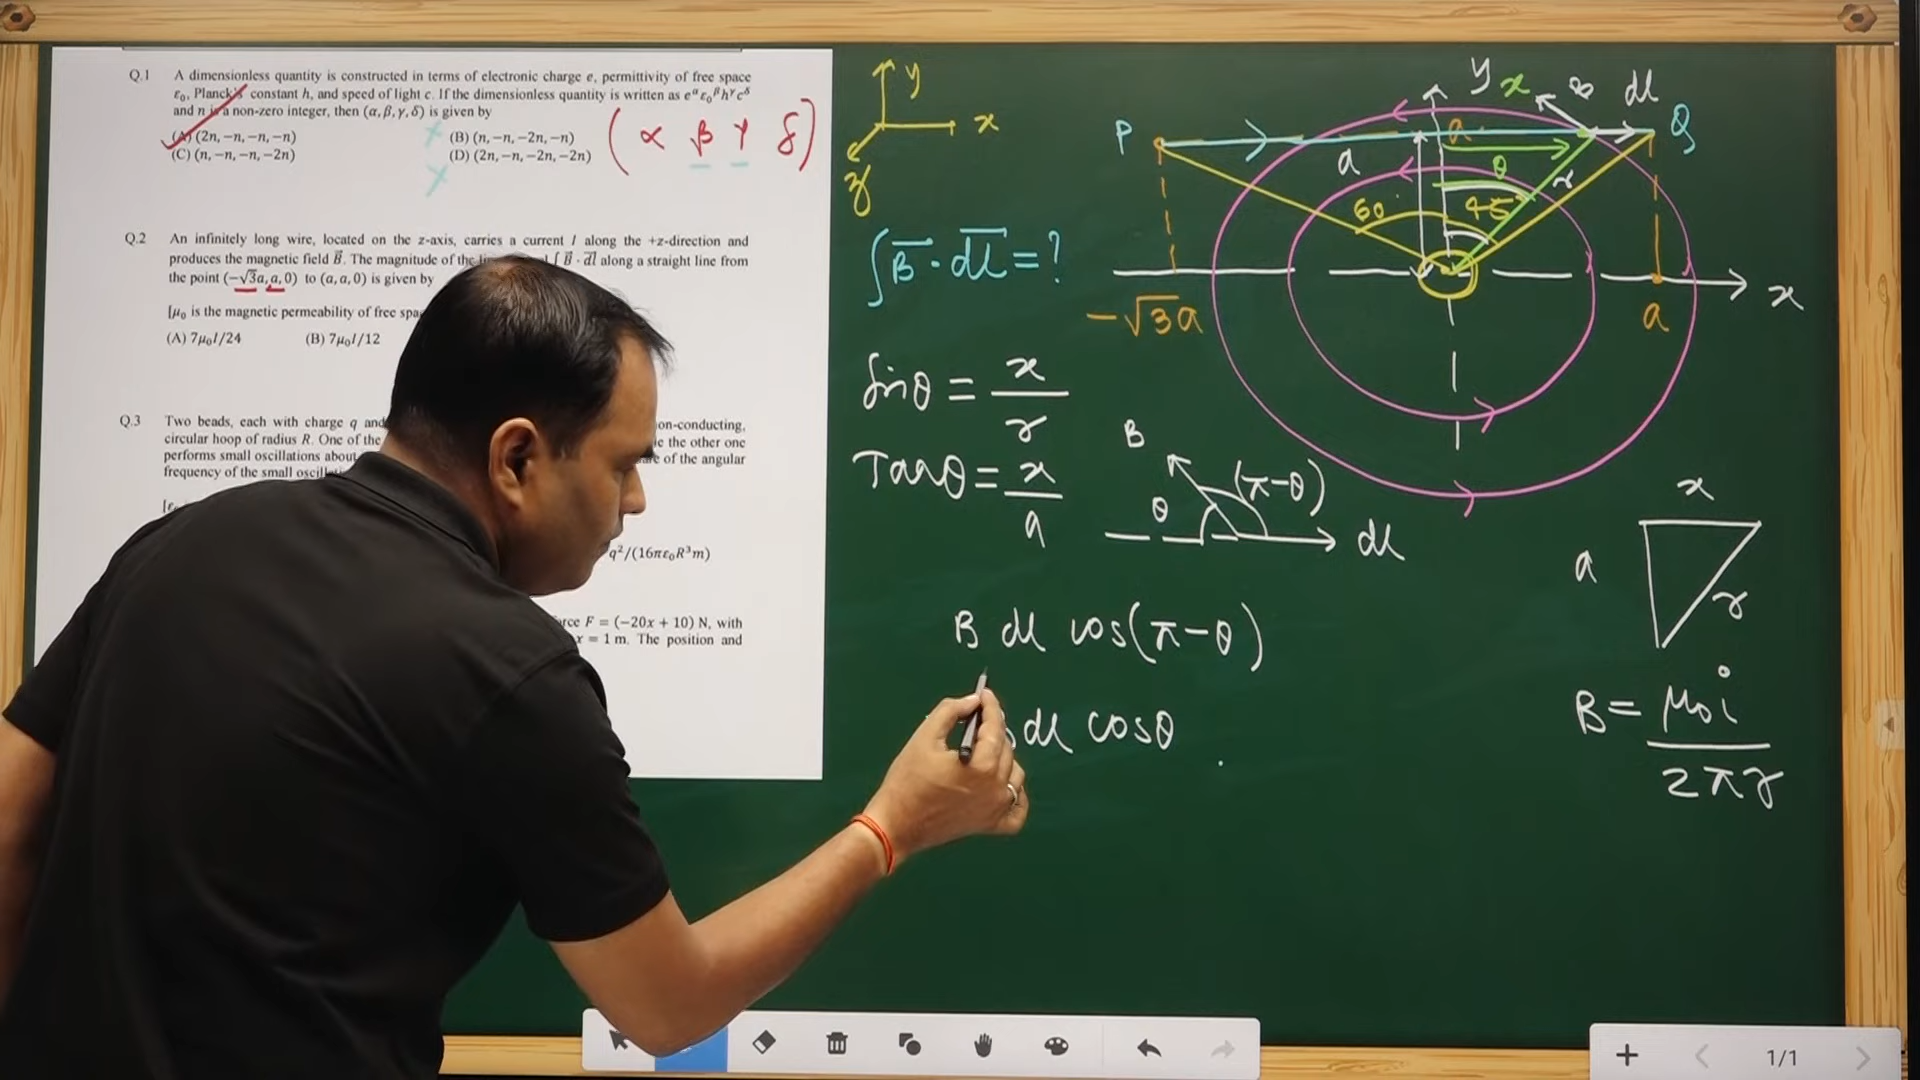 Q.1 A dimensionless quantity is constructed in terms of electronic charge e, permittivity of free space
ε₀, Planck's constant h, and speed of light c. If the dimensionless quantity is written as e^α ε₀^β h^γ c^δ
and n is a non-zero integer, then (α, β, γ, δ) is given by
(A) (2n, −n, −n, −n) (B) (n, −n, −2n, −n)
(C) (n, −n, −n, −2n) (D) (2n, −n, −2n, −2n)
(α β γ δ)
Q.2 An infinitely long wire, located on the z-axis, carries a current I along the +z-direction and
produces the magnetic field B⃗. The magnitude of the ∫ B⃗ · dl⃗ along a straight line from
the point (−√3a, a, 0) to (a, a, 0) is given by
[μ₀ is the magnetic permeability of free
(A) 7μ₀I/24 (B) 7μ₀I/12
Q.3 Two beads, each with charge q and on-conducting,
circular hoop of radius R. One of the the other one
performs small oscillations about of the angular
frequency of the small
q²/(16πε₀R³m)
F = (−20x + 10) N, with
x = 1 m. The position and
y
x
z
∫ B⃗ · dl⃗ = ?
y x B dl
P a Q
a θ r
60 45
x
−√3a a
sinθ = x/r
Tanθ = x/a
B
θ (π−θ)
dl
x
a
r
B dl cos(π−θ)
dl cosθ
B = μ₀i/2πr
1/1